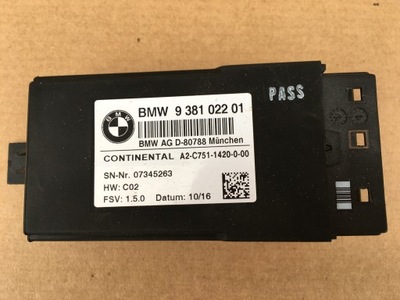 PASS
BMW
BMW 9 381 022 01
BMW AG D-80788 München
CONTINENTAL A2-C751-1420-0-00
SN-Nr. 07345263
HW: C02
FSV: 1.5.0 Datum: 10/16